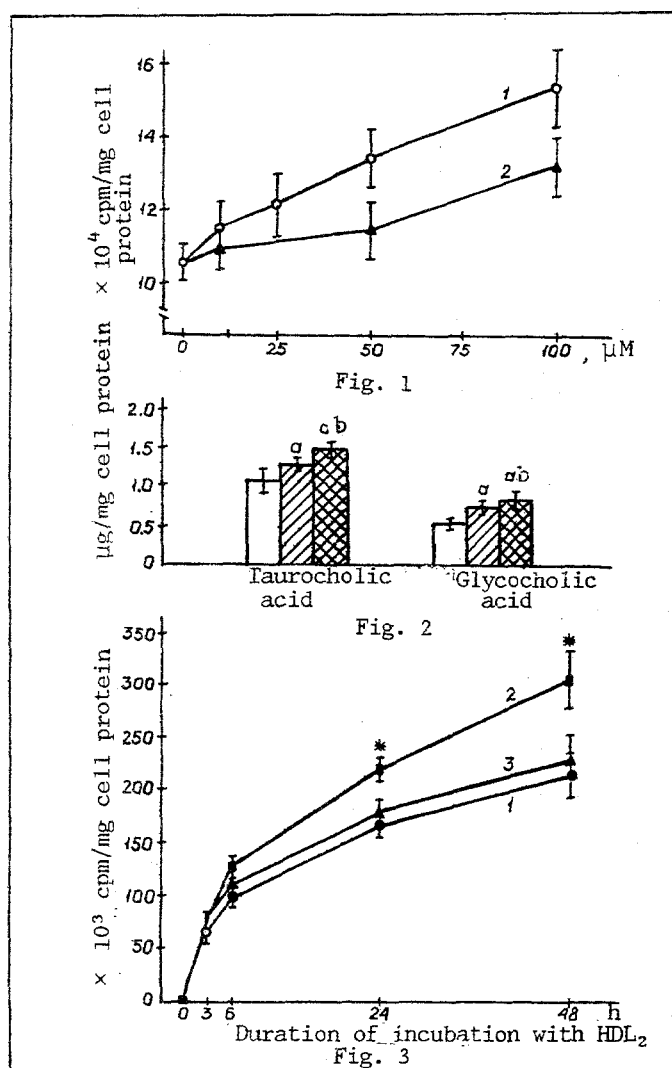 × 10⁴ cpm/mg cell
protein
16
14
12
10
1
2
0
25
50
75
100
, μM
Fig. 1
μg/mg cell protein
2.0
1.5
1.0
0,5
0
a
ab
a
ab
Taurocholic
acid
Glycocholic
acid
Fig. 2
× 10³ cpm/mg cell protein
350
300
250
200
150
100
50
0
*
*
2
3
1
0
3
6
24
48
h
Duration of incubation with HDL₂
Fig. 3